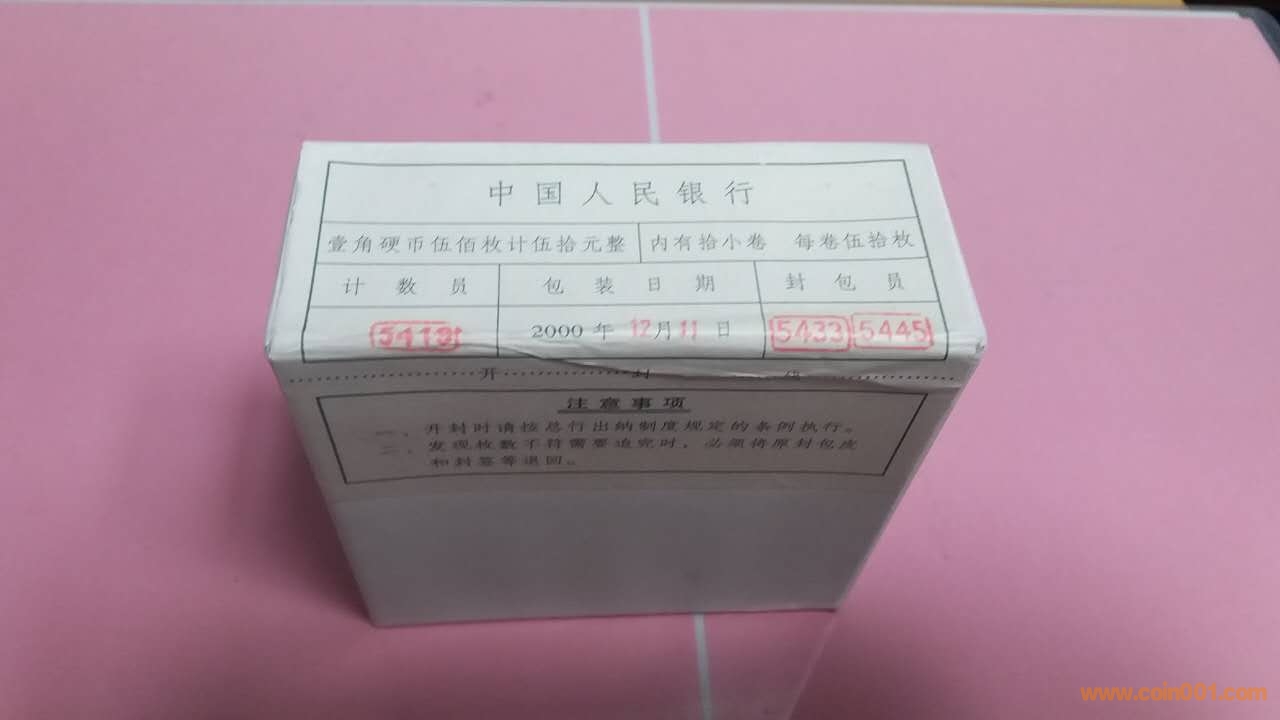 中国人民银行
壹角硬币伍佰枚计伍拾元整 内有拾小卷 每卷伍拾枚
计数员 包装日期 封包员
5413 2000年12月11日 5433 5445
开封线
注意事项
一、开封时请按总行出纳制度规定的条例执行。
二、发现枚数不符需要追究时，必须将原封包皮
和封签等退回。
www.coin001.com